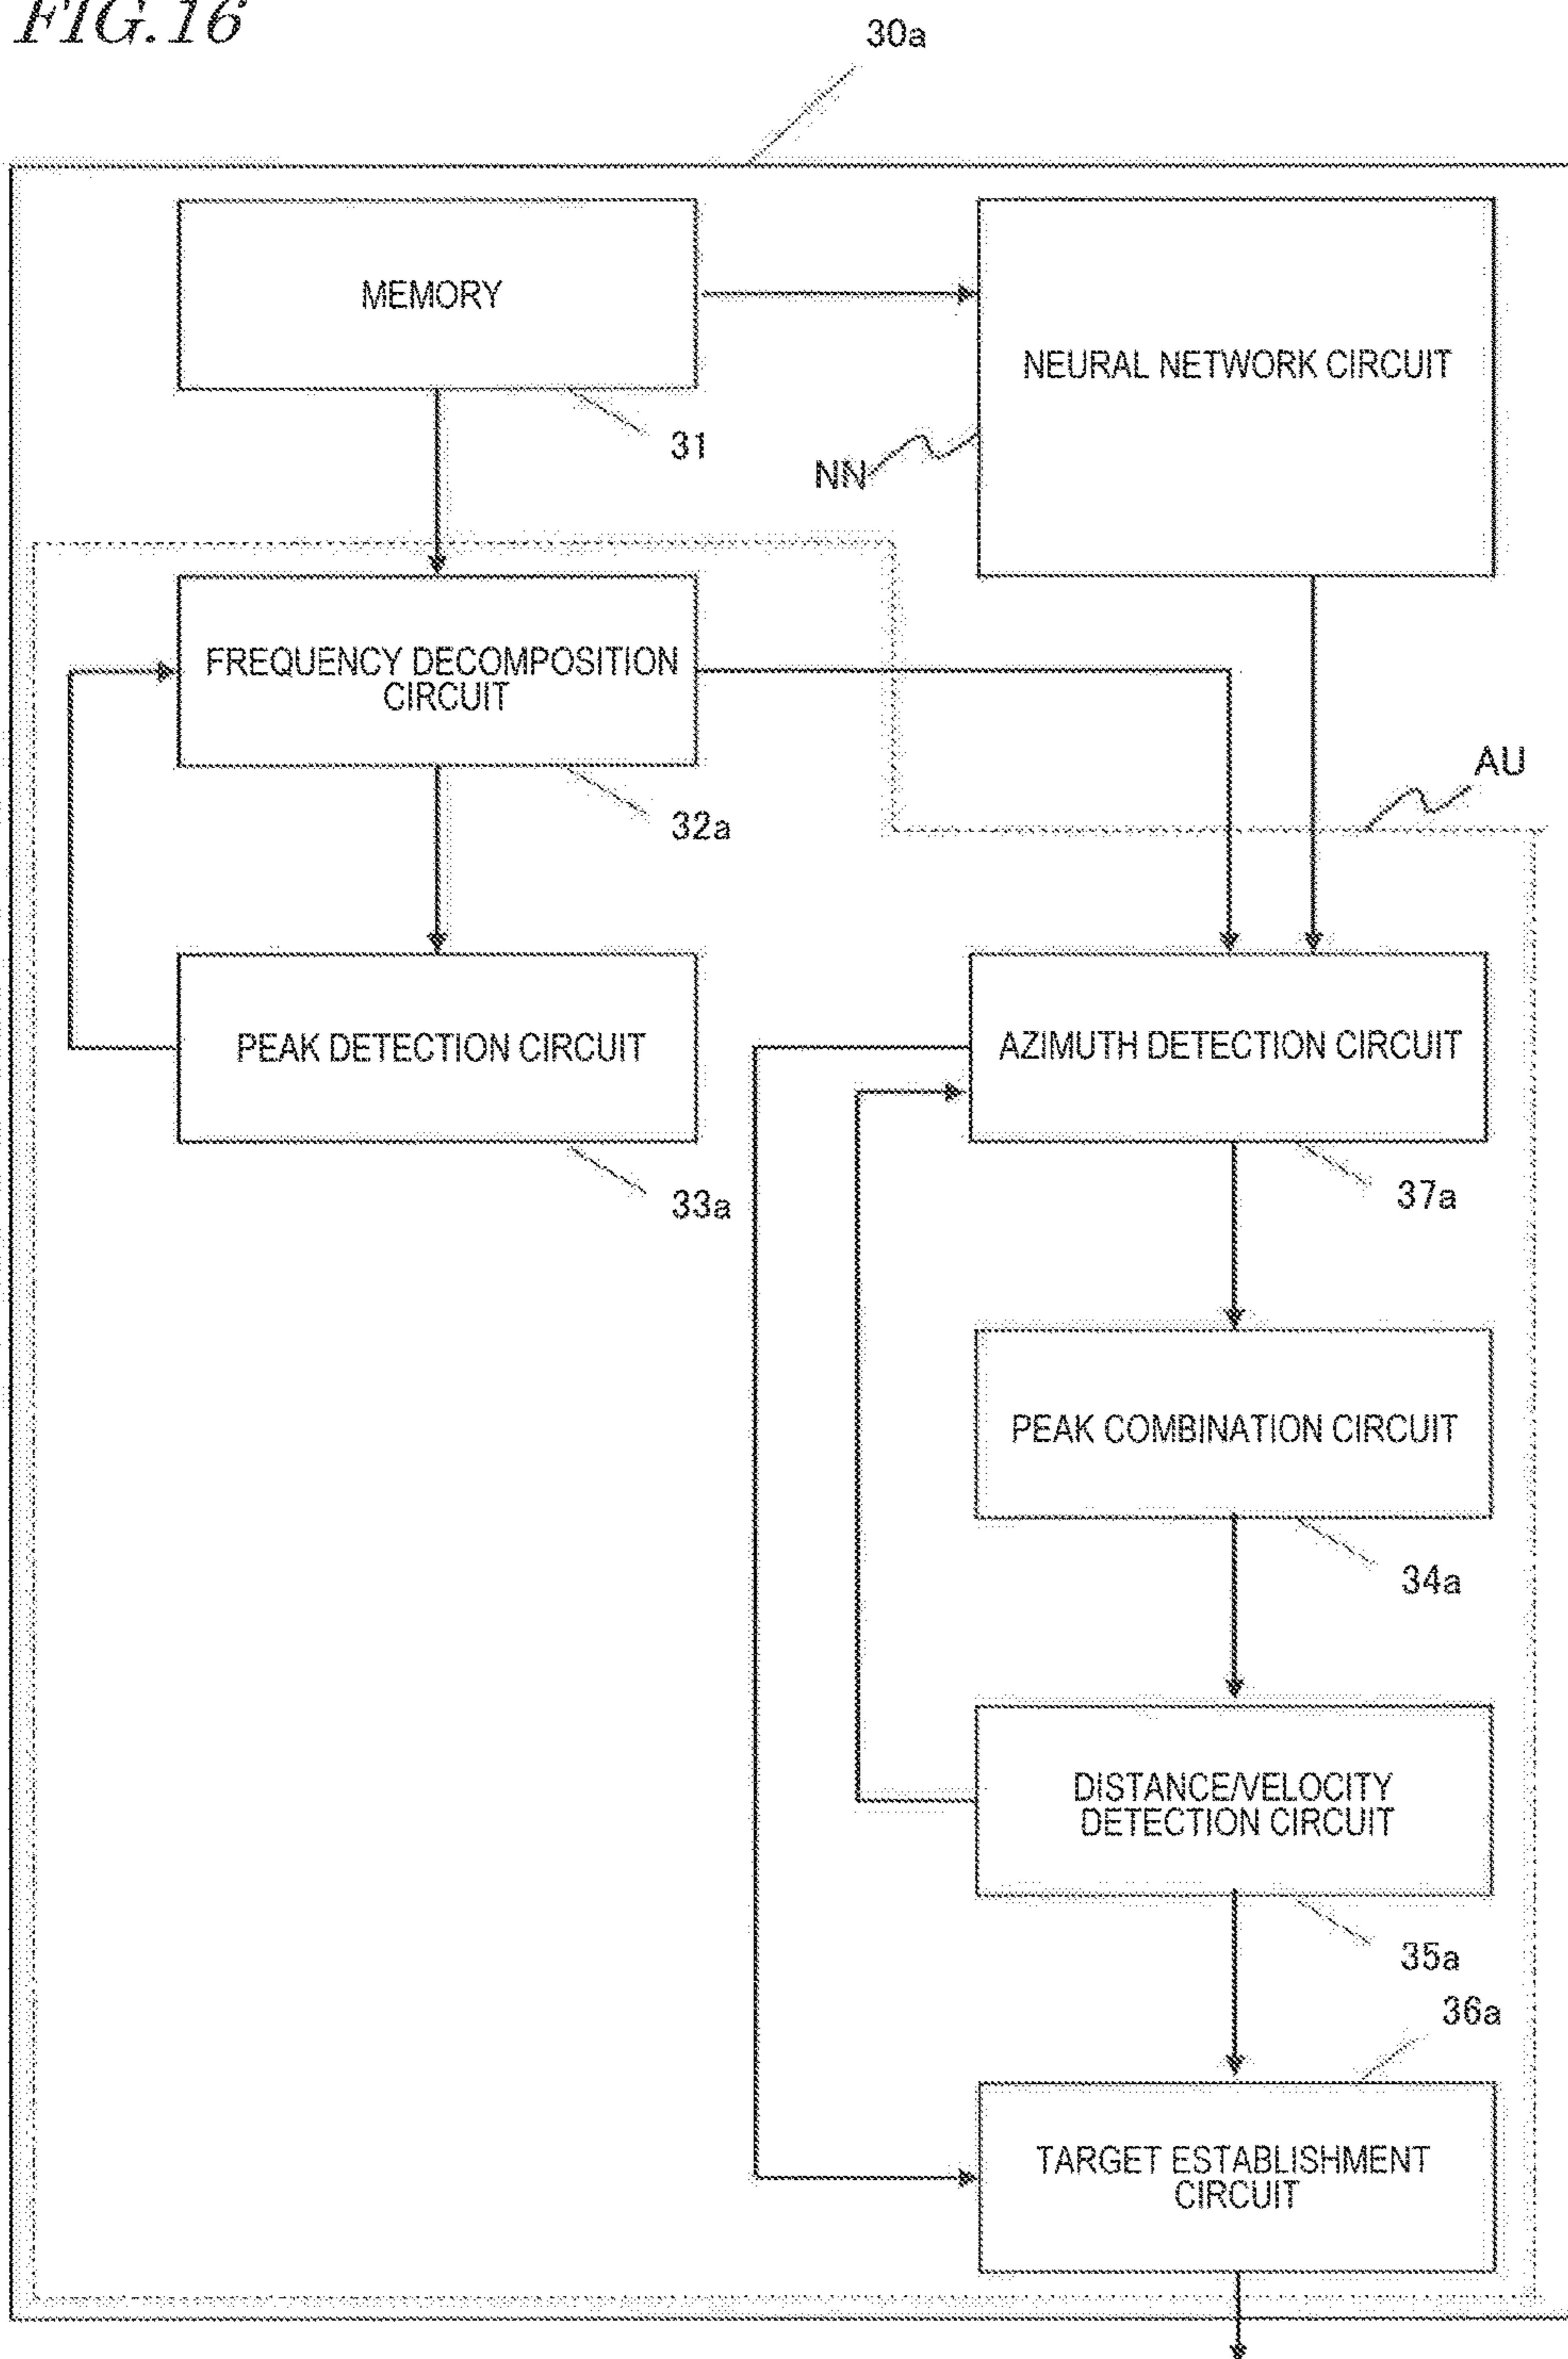 FIG.16
30a
MEMORY
NEURAL NETWORK CIRCUIT
31
NN
FREQUENCY DECOMPOSITION
CIRCUIT
AU
32a
PEAK DETECTION CIRCUIT
AZIMUTH DETECTION CIRCUIT
33a
37a
PEAK COMBINATION CIRCUIT
34a
DISTANCE/VELOCITY
DETECTION CIRCUIT
35a
36a
TARGET ESTABLISHMENT
CIRCUIT